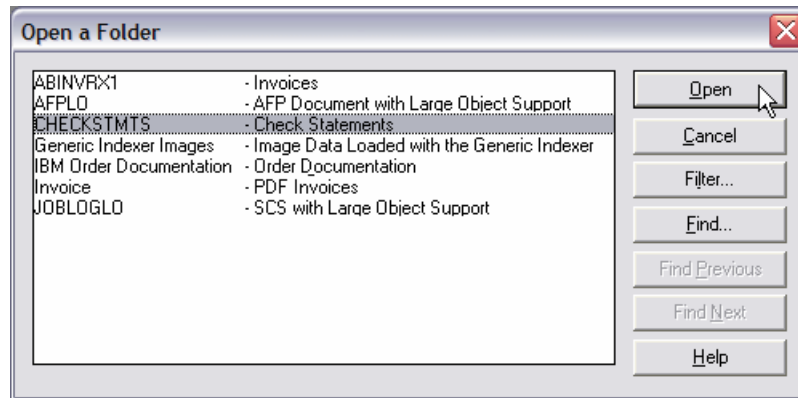 Open a Folder
ABINVRX1 - Invoices
AFPLO - AFP Document with Large Object Support
CHECKSTMTS - Check Statements
Generic Indexer Images - Image Data Loaded with the Generic Indexer
IBM Order Documentation - Order Documentation
Invoice - PDF Invoices
JOBLOGLO - SCS with Large Object Support
Open
Cancel
Filter...
Find...
Find Previous
Find Next
Help